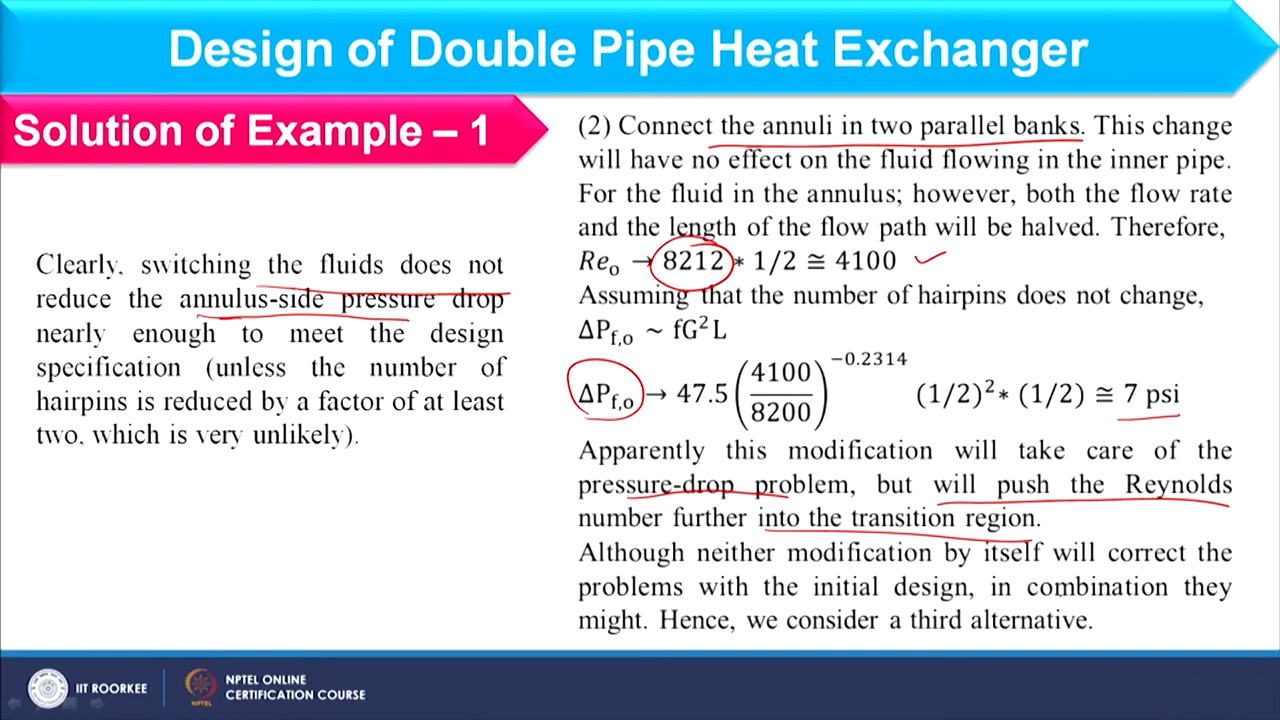 Design of Double Pipe Heat Exchanger
Solution of Example – 1
Clearly, switching the fluids does not
reduce the annulus-side pressure drop
nearly enough to meet the design
specification (unless the number of
hairpins is reduced by a factor of at least
two, which is very unlikely).
(2) Connect the annuli in two parallel banks. This change
will have no effect on the fluid flowing in the inner pipe.
For the fluid in the annulus; however, both the flow rate
and the length of the flow path will be halved. Therefore,
Reₒ → 8212 * 1/2 ≅ 4100
Assuming that the number of hairpins does not change,
ΔP_f,o ~ fG²L
ΔP_f,o → 47.5 (4100/8200)^−0.2314 (1/2)² * (1/2) ≅ 7 psi
Apparently this modification will take care of the
pressure-drop problem, but will push the Reynolds
number further into the transition region.
Although neither modification by itself will correct the
problems with the initial design, in combination they
might. Hence, we consider a third alternative.
IIT ROORKEE
NPTEL
NPTEL ONLINE
CERTIFICATION COURSE